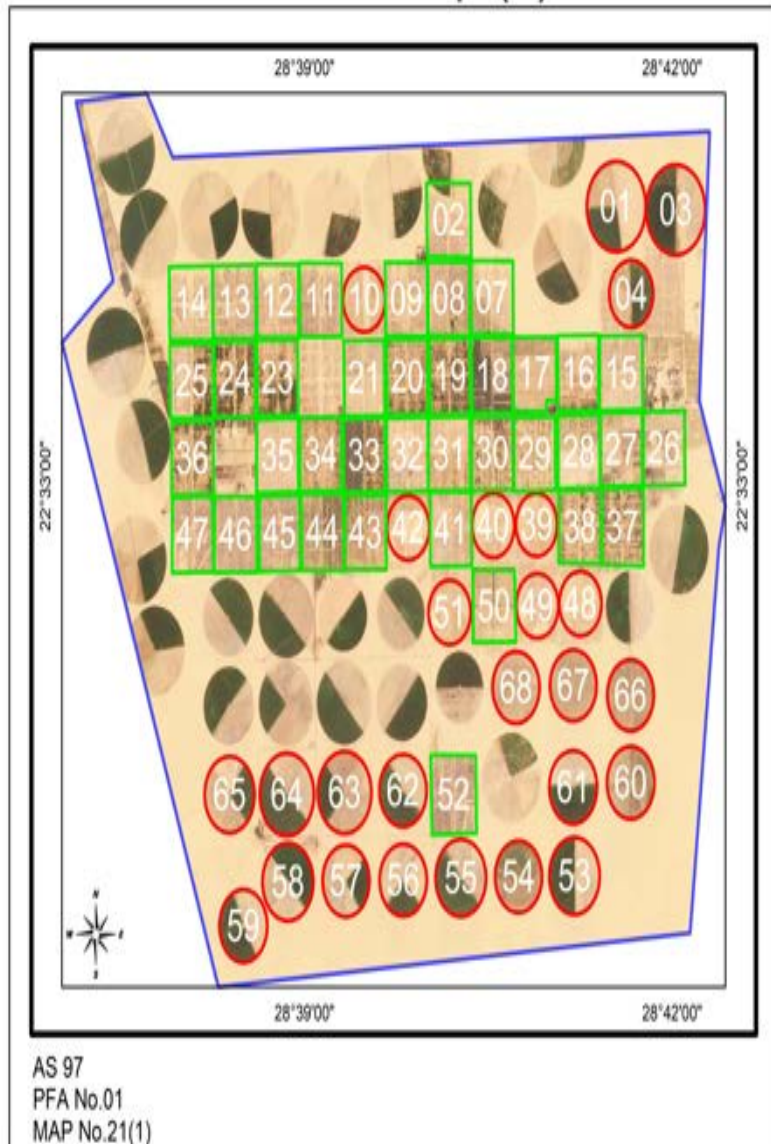 28°39'00" 28°42'00"
01 03
02
04
14 13 12 11 10 09 08 07
25 24 23 21 20 19 18 17 16 15
36 35 34 33 32 31 30 29 28 27 26
47 46 45 44 43 42 41 40 39 38 37
51 50 49 48
68 67 66
65 64 63 62 52 61 60
58 57 56 55 54 53
59
22°33'00" 22°33'00"
N
W E
S
28°39'00" 28°42'00"
AS 97
PFA No.01
MAP No.21(1)